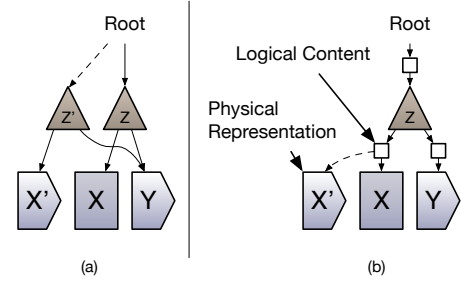 Root
Z'
Z
X'
X
Y
(a)
Root
Logical Content
Z
Physical
Representation
X'
X
Y
(b)